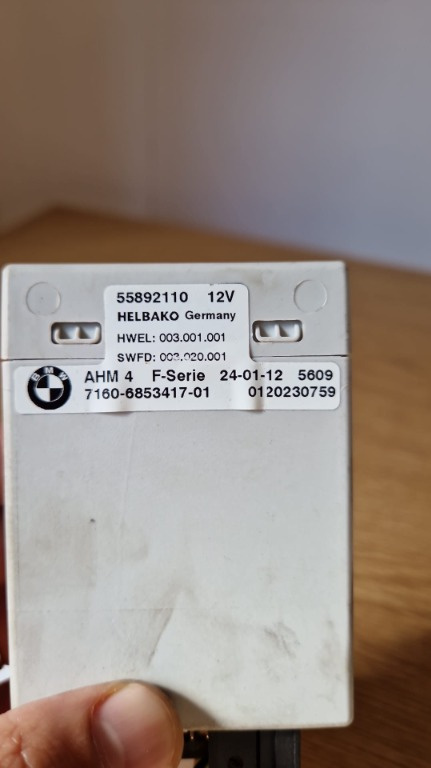 55892110 12V
HELBAKO Germany
HWEL: 003.001.001
SWFD: 003.020.001
BMW
AHM 4 F-Serie 24-01-12 5609
7160-6853417-01 0120230759